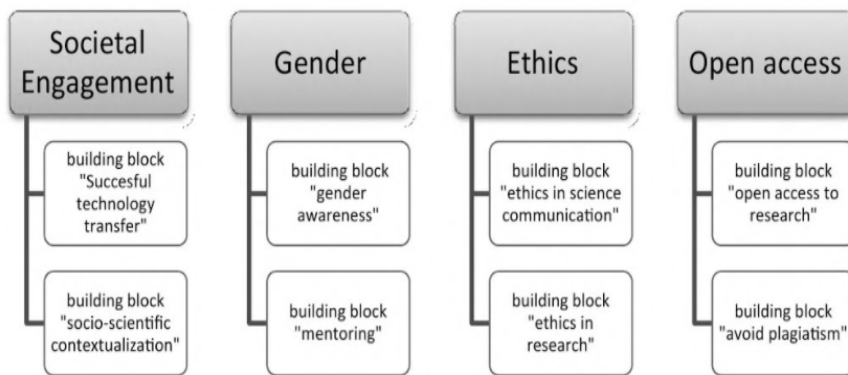 Societal
Engagement
building block
"Succesful
technology
transfer"
building block
"socio-scientific
contextualization"
Gender
building block
"gender
awareness"
building block
"mentoring"
Ethics
building block
"ethics in science
communication"
building block
"ethics in
research"
Open access
building block
"open access to
research"
building block
"avoid plagiatism"